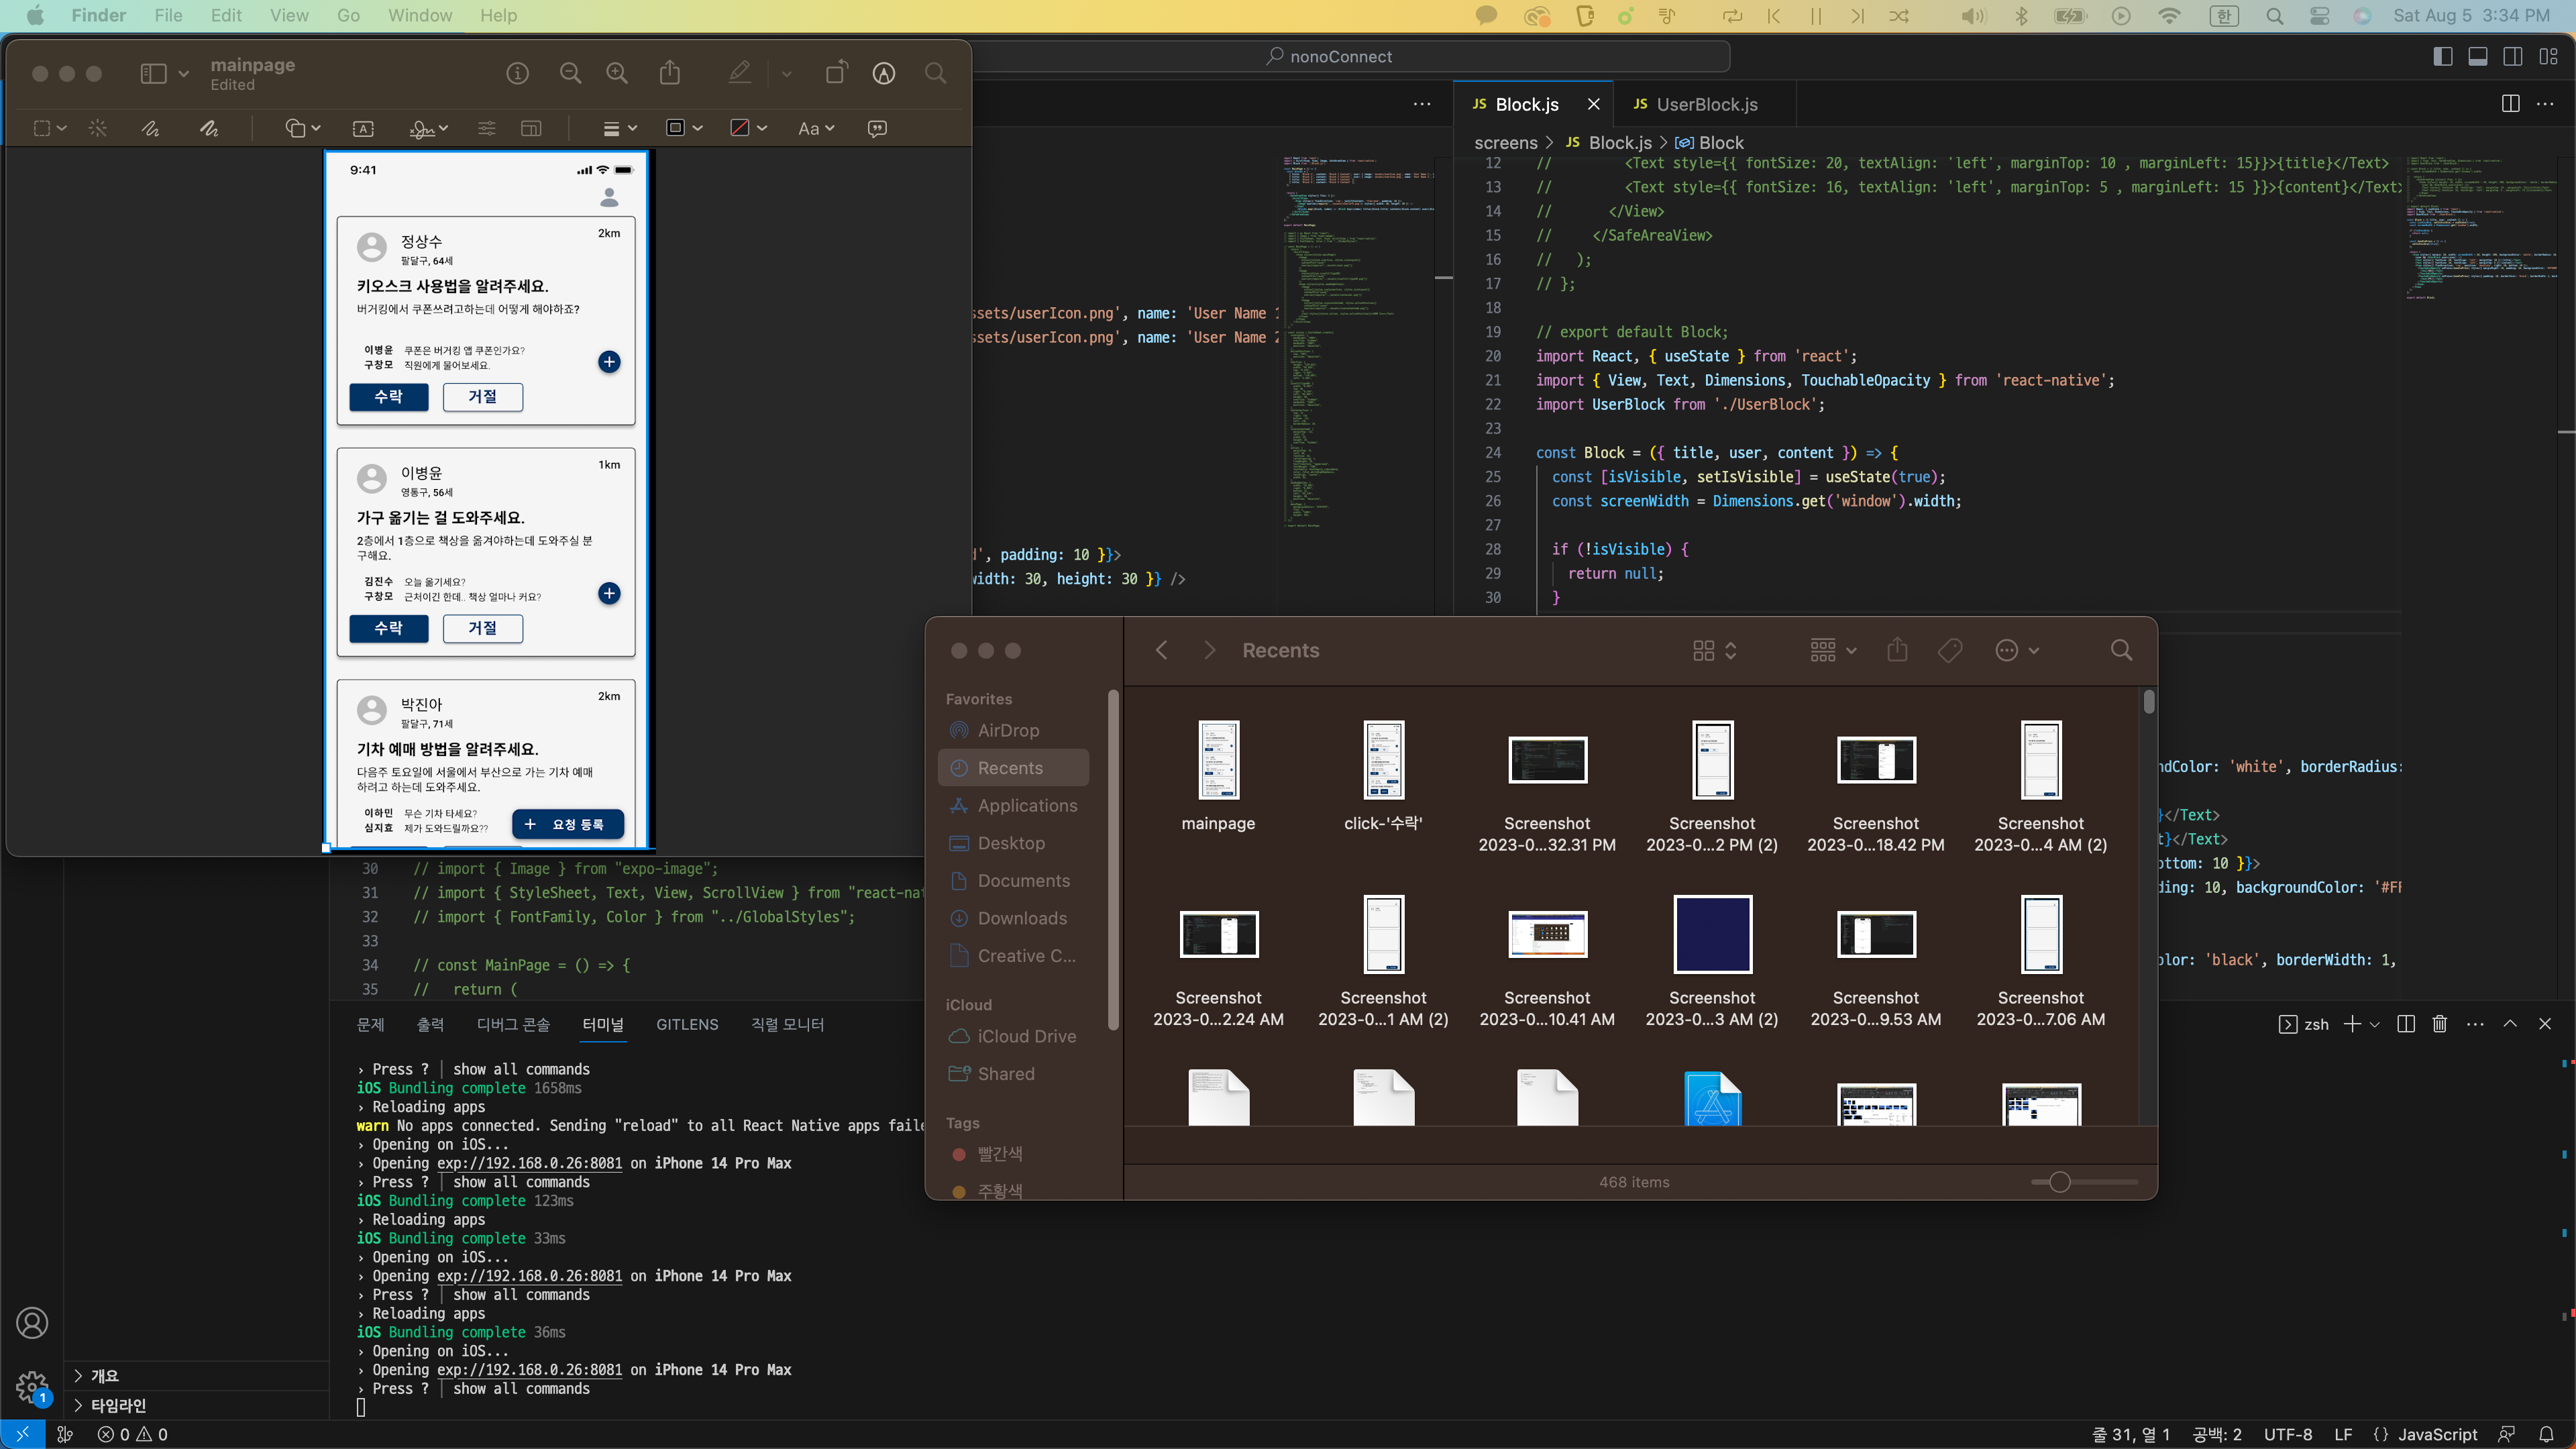 Finder File Edit View Go Window Help
Sat Aug 5 3:34 PM
mainpage
Edited
nonoConnect
Aa
9:41
정상수
2km
팔달구, 64세
키오스크 사용법을 알려주세요.
버거킹에서 쿠폰쓰려고하는데 어떻게 해야하죠?
이병윤 쿠폰은 버거킹 앱 쿠폰인가요?
구창모 직원에게 물어보세요.
수락 거절
이병윤
1km
영통구, 56세
가구 옮기는 걸 도와주세요.
2층에서 1층으로 책상을 옮겨야하는데 도와주실 분
구해요.
김진수 오늘 옮기세요?
구창모 근처이긴 한데.. 책상 얼마나 커요?
수락 거절
박진아
2km
팔달구, 71세
기차 예매 방법을 알려주세요.
다음주 토요일에 서울에서 부산으로 가는 기차 예매
하려고 하는데 도와주세요.
이하민 무슨 기차 타세요?
심지효 제가 도와드릴까요??
+ 요청 등록
ssets/userIcon.png', name: 'User Name 1
ssets/userIcon.png', name: 'User Name 2
d', padding: 10 }}>
width: 30, height: 30 }} />
JS Block.js
JS UserBlock.js
screens > JS Block.js > Block
12 // <Text style={{ fontSize: 20, textAlign: 'left', marginTop: 10 , marginLeft: 15}}>{title}</Text>
13 // <Text style={{ fontSize: 16, textAlign: 'left', marginTop: 5 , marginLeft: 15 }}>{content}</Text>
14 // </View>
15 // </SafeAreaView>
16 // );
17 // };
18
19 // export default Block;
20 import React, { useState } from 'react';
21 import { View, Text, Dimensions, TouchableOpacity } from 'react-native';
22 import UserBlock from './UserBlock';
23
24 const Block = ({ title, user, content }) => {
25 const [isVisible, setIsVisible] = useState(true);
26 const screenWidth = Dimensions.get('window').width;
27
28 if (!isVisible) {
29 return null;
30 }
ndColor: 'white', borderRadius:
}</Text>
t}</Text>
ottom: 10 }}>
ding: 10, backgroundColor: '#FF
olor: 'black', borderWidth: 1,
Recents
Favorites
AirDrop
Recents
Applications
Desktop
Documents
Downloads
Creative C...
iCloud
iCloud Drive
Shared
Tags
빨간색
주황색
mainpage
click-'수락'
Screenshot
2023-0...32.31 PM
Screenshot
2023-0...2 PM (2)
Screenshot
2023-0...18.42 PM
Screenshot
2023-0...4 AM (2)
Screenshot
2023-0...2.24 AM
Screenshot
2023-0...1 AM (2)
Screenshot
2023-0...10.41 AM
Screenshot
2023-0...3 AM (2)
Screenshot
2023-0...9.53 AM
Screenshot
2023-0...7.06 AM
468 items
30 // import { Image } from "expo-image";
31 // import { StyleSheet, Text, View, ScrollView } from "react-nat
32 // import { FontFamily, Color } from "../GlobalStyles";
33
34 // const MainPage = () => {
35 // return (
문제 출력 디버그 콘솔 터미널 GITLENS 직렬 모니터
zsh
› Press ? │ show all commands
iOS Bundling complete 1658ms
› Reloading apps
warn No apps connected. Sending "reload" to all React Native apps faile
› Opening on iOS...
› Opening exp://192.168.0.26:8081 on iPhone 14 Pro Max
› Press ? │ show all commands
iOS Bundling complete 123ms
› Reloading apps
iOS Bundling complete 33ms
› Opening on iOS...
› Opening exp://192.168.0.26:8081 on iPhone 14 Pro Max
› Press ? │ show all commands
› Reloading apps
iOS Bundling complete 36ms
› Opening on iOS...
› Opening exp://192.168.0.26:8081 on iPhone 14 Pro Max
› Press ? │ show all commands
개요
타임라인
1
0 0
줄 31, 열 1 공백: 2 UTF-8 LF {} JavaScript